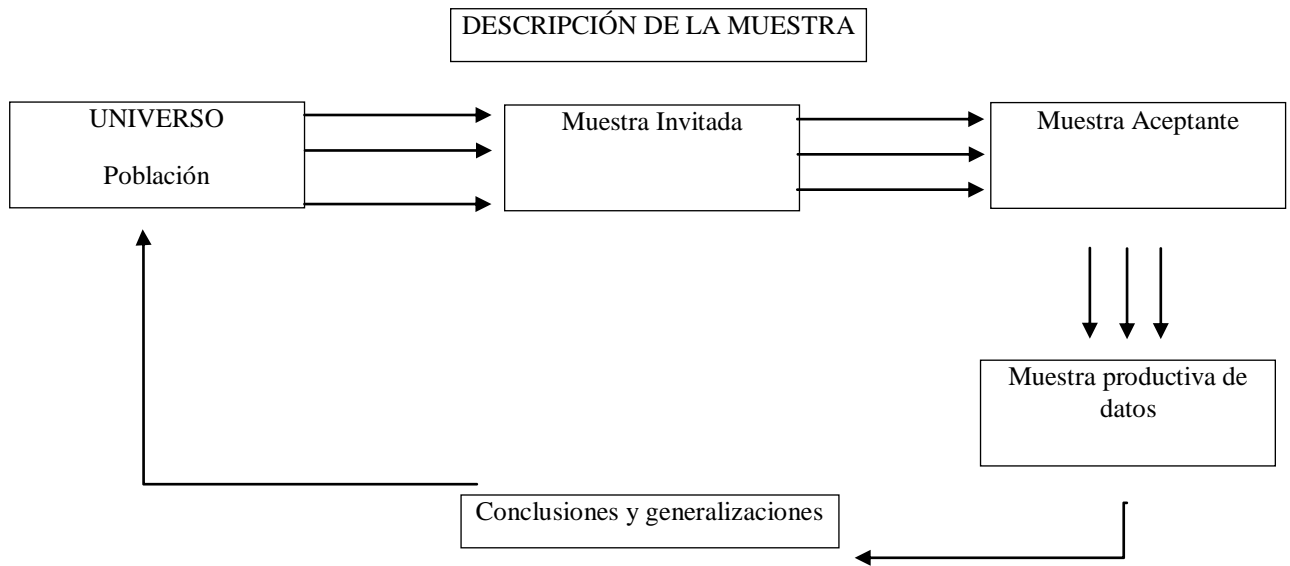 DESCRIPCIÓN DE LA MUESTRA
UNIVERSO
Población
Muestra Invitada
Muestra Aceptante
Muestra productiva de
datos
Conclusiones y generalizaciones